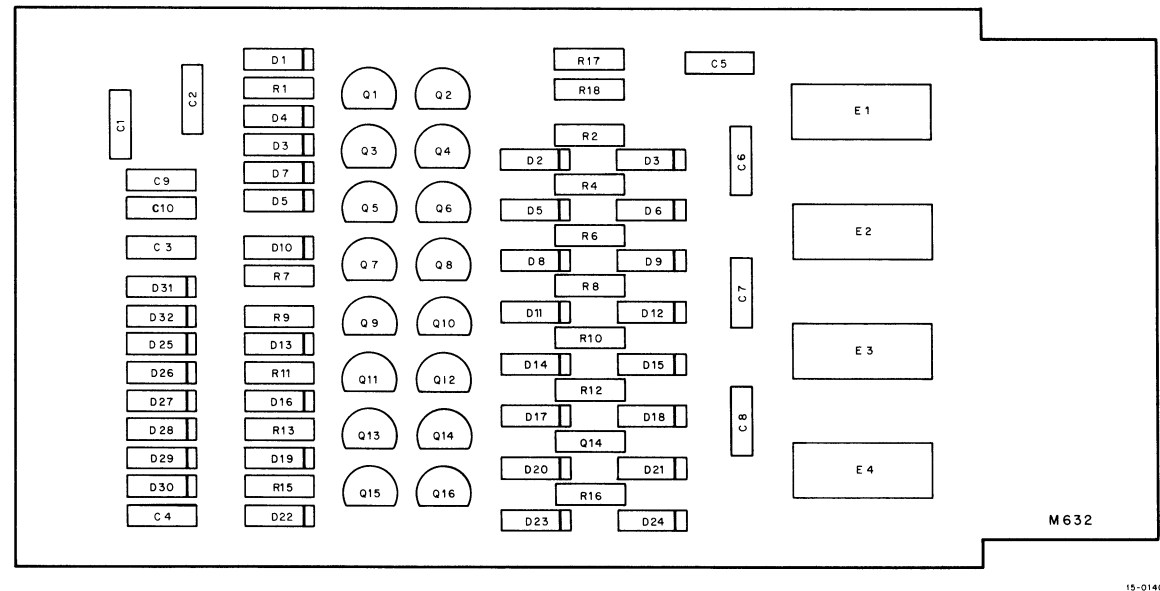 D1
R17
C5
C2
R1
R18
Q1
Q2
E1
C1
D4
D3
R2
Q3
Q4
D2
D3
C6
D7
C9
R4
D5
C10
Q5
Q6
D5
D6
E2
R6
C3
D10
Q7
Q8
D8
D9
R7
R8
D31
C7
D32
R9
Q9
Q10
D11
D12
D25
D13
R10
E3
D26
R11
Q11
Q12
D14
D15
R12
D27
D16
D17
D18
C8
D28
R13
Q13
Q14
Q14
D29
D19
D20
D21
E4
D30
R15
Q15
Q16
R16
C4
D22
D23
D24
M632
15-0140